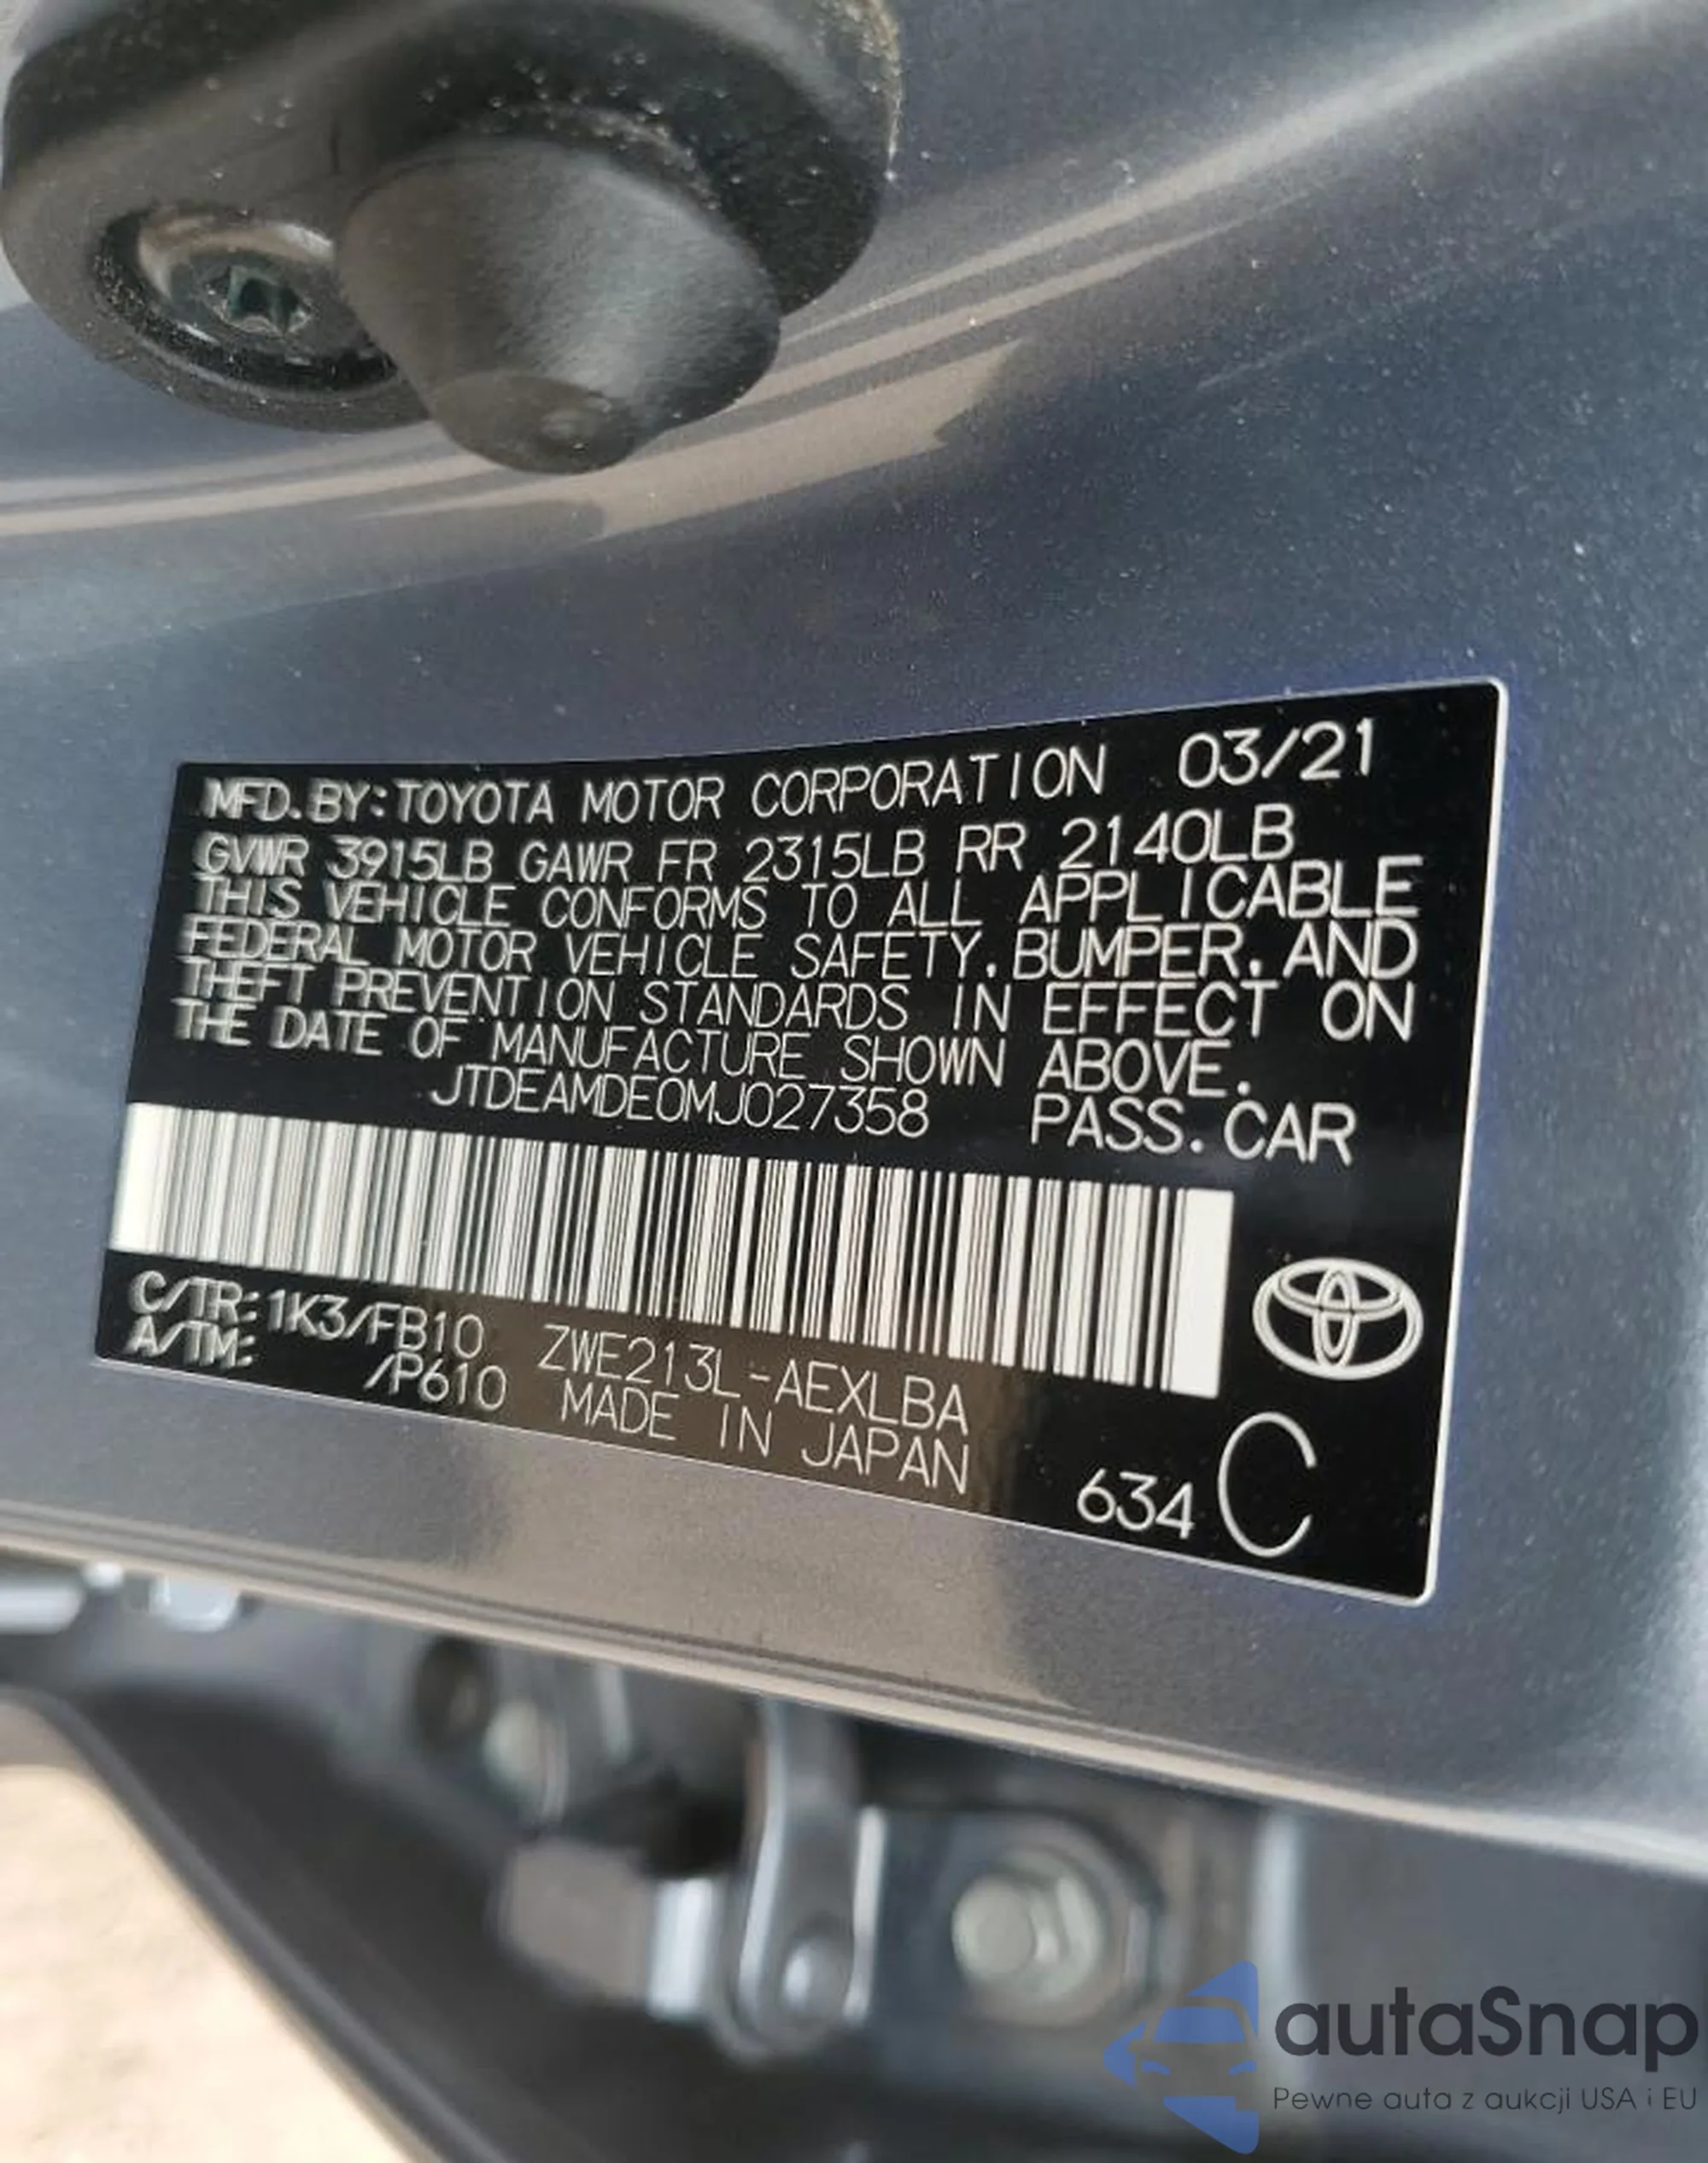 MFD. BY: TOYOTA MOTOR CORPORATION 03/21
GVWR 3915LB GAWR FR 2315LB RR 2140LB
THIS VEHICLE CONFORMS TO ALL APPLICABLE
FEDERAL MOTOR VEHICLE SAFETY, BUMPER, AND
THEFT PREVENTION STANDARDS IN EFFECT ON
THE DATE OF MANUFACTURE SHOWN ABOVE.
JTDEAMDE0MJ027358 PASS. CAR
C/TR: 1K3/FB10 ZWE213L-AEXLBA
A/TM: /P610 MADE IN JAPAN
634 C
autaSnap
Pewne auta z aukcji USA i EU